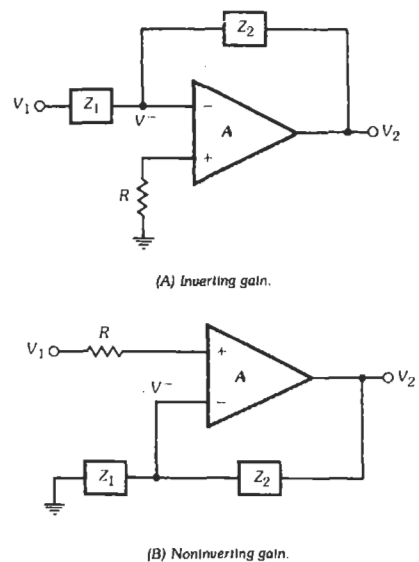 Z₂
V₁ Z₁ V⁻ − A V₂
+
R
(A) Inverting gain.
R
V₁ + A V₂
V⁻ −
Z₁ Z₂
(B) Noninverting gain.